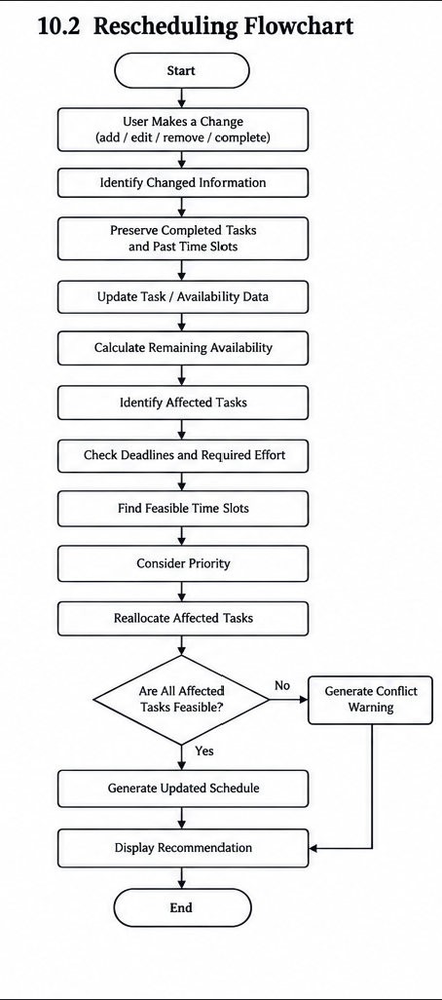 10.2 Rescheduling Flowchart
Start
User Makes a Change
(add / edit / remove / complete)
Identify Changed Information
Preserve Completed Tasks
and Past Time Slots
Update Task / Availability Data
Calculate Remaining Availability
Identify Affected Tasks
Check Deadlines and Required Effort
Find Feasible Time Slots
Consider Priority
Reallocate Affected Tasks
Are All Affected
Tasks Feasible?
No
Generate Conflict
Warning
Yes
Generate Updated Schedule
Display Recommendation
End